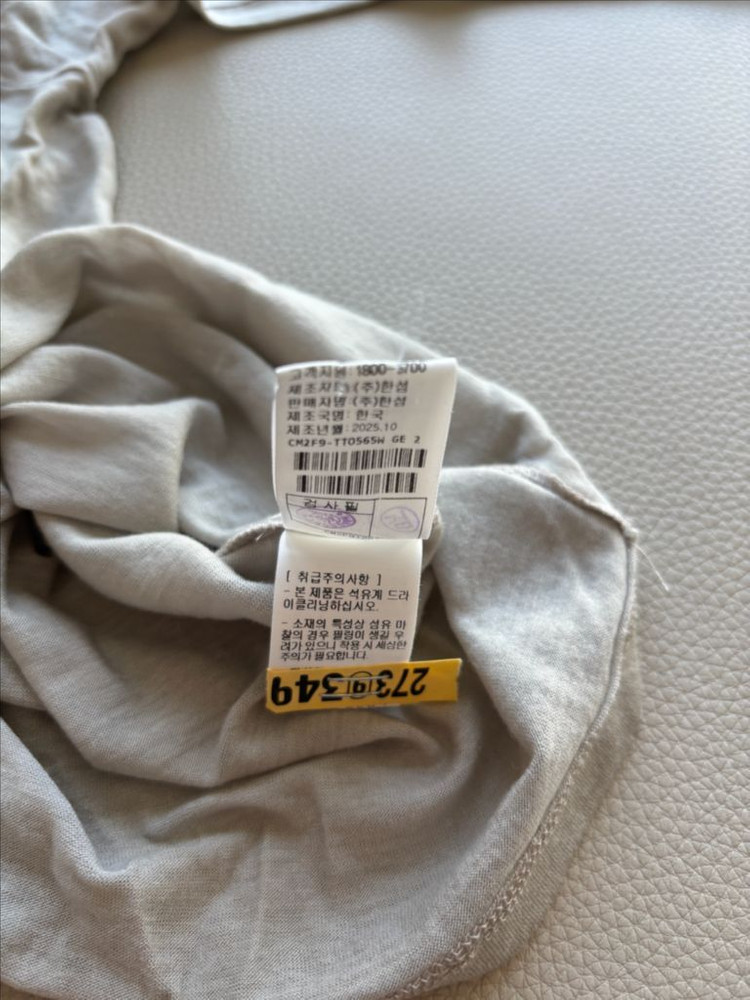 고객지원 : 1800-5700
제조자명 : (주)한섬
판매자명 : (주)한섬
제조국명 : 한국
제조년월 : 2025.10
CM2F9-TTO565W GE 2
검 사 필
[ 취급주의사항 ]
- 본 제품은 석유계 드라
이클리닝하십시오.
- 소재의 특성상 섬유 마
찰의 경우 필링이 생길 우
려가 있으니 착용 시 세심한
주의가 필요합니다.
273 349